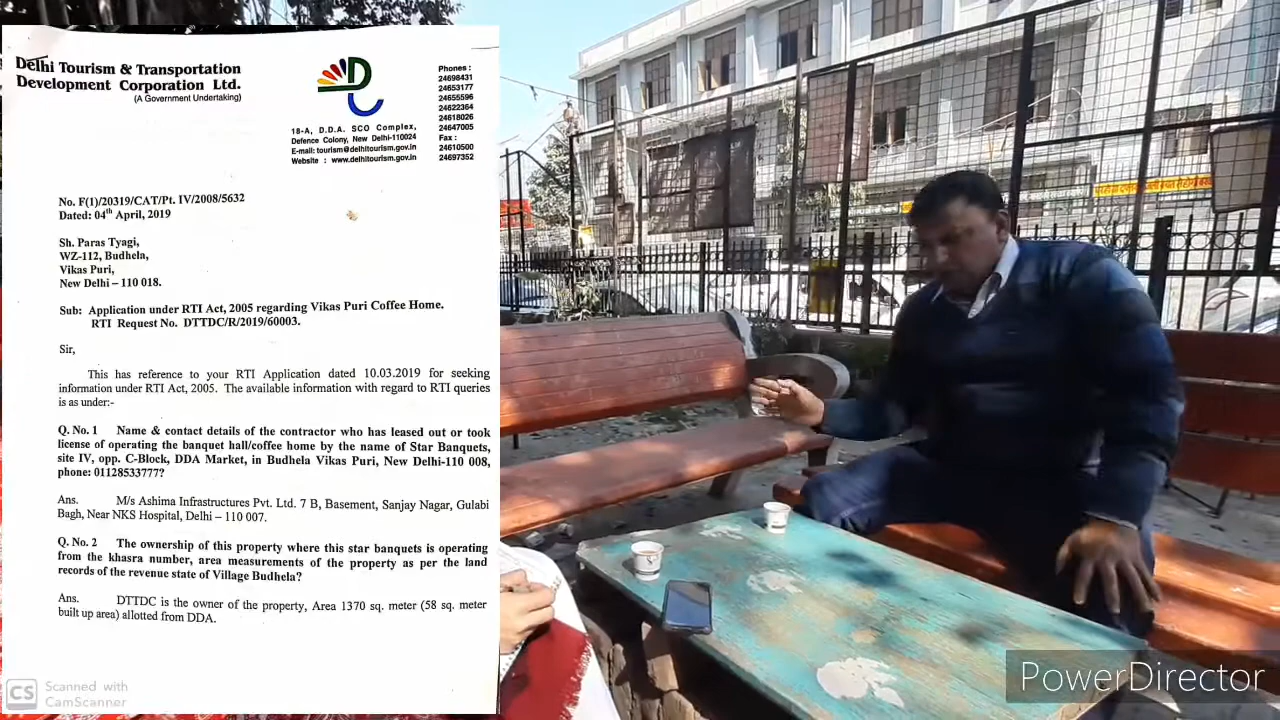 Delhi Tourism & Transportation
Development Corporation Ltd.
(A Government Undertaking)
18-A, D.D.A. SCO Complex,
Defence Colony, New Delhi-110024
E-mail: tourism@delhitourism.gov.in
Website : www.delhitourism.gov.in
Phones :
24698431
24653177
24655596
24622364
24618026
24647005
Fax :
24610500
24697352
No. F(1)/20319/CAT/Pt. IV/2008/5632
Dated: 04th April, 2019
Sh. Paras Tyagi,
WZ-112, Budhela,
Vikas Puri,
New Delhi – 110 018.
Sub: Application under RTI Act, 2005 regarding Vikas Puri Coffee Home.
RTI Request No. DTTDC/R/2019/60003.
Sir,
This has reference to your RTI Application dated 10.03.2019 for seeking
information under RTI Act, 2005. The available information with regard to RTI queries
is as under:-
Q. No. 1 Name & contact details of the contractor who has leased out or took
license of operating the banquet hall/coffee home by the name of Star Banquets,
site IV, opp. C-Block, DDA Market, in Budhela Vikas Puri, New Delhi-110 008,
phone: 01128533777?
Ans. M/s Ashima Infrastructures Pvt. Ltd. 7 B, Basement, Sanjay Nagar, Gulabi
Bagh, Near NKS Hospital, Delhi – 110 007.
Q. No. 2 The ownership of this property where this star banquets is operating
from the khasra number, area measurements of the property as per the land
records of the revenue state of Village Budhela?
Ans. DTTDC is the owner of the property, Area 1370 sq. meter (58 sq. meter
built up area) allotted from DDA.
CS
Scanned with
CamScanner
PowerDirector